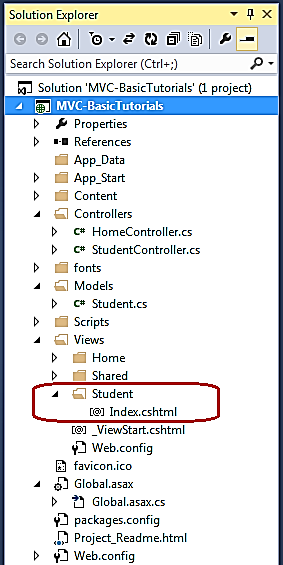 Solution Explorer
Search Solution Explorer (Ctrl+;)
Solution 'MVC-BasicTutorials' (1 project)
MVC-BasicTutorials
Properties
References
App_Data
App_Start
Content
Controllers
C# HomeController.cs
C# StudentController.cs
fonts
Models
C# Student.cs
Scripts
Views
Home
Shared
Student
[@] Index.cshtml
[@] _ViewStart.cshtml
Web.config
favicon.ico
Global.asax
Global.asax.cs
packages.config
Project_Readme.html
Web.config